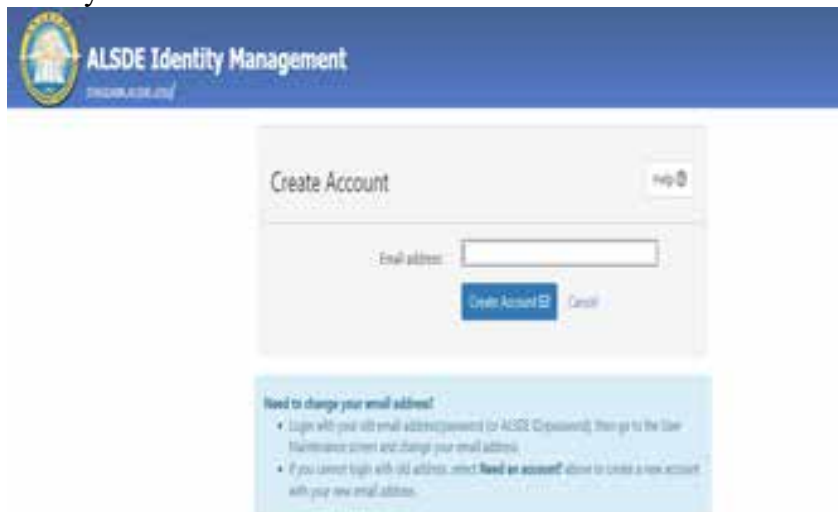 ALSDE Identity Management
Create Account
Help
Email address:
Create Account Cancel
Need to change your email address?
• Login with your old email address/password (or ALSDE ID/password), then go to the User
Maintenance screen and change your email address.
• If you cannot login with old address, select Need an account? above to create a new account
with your new email address.